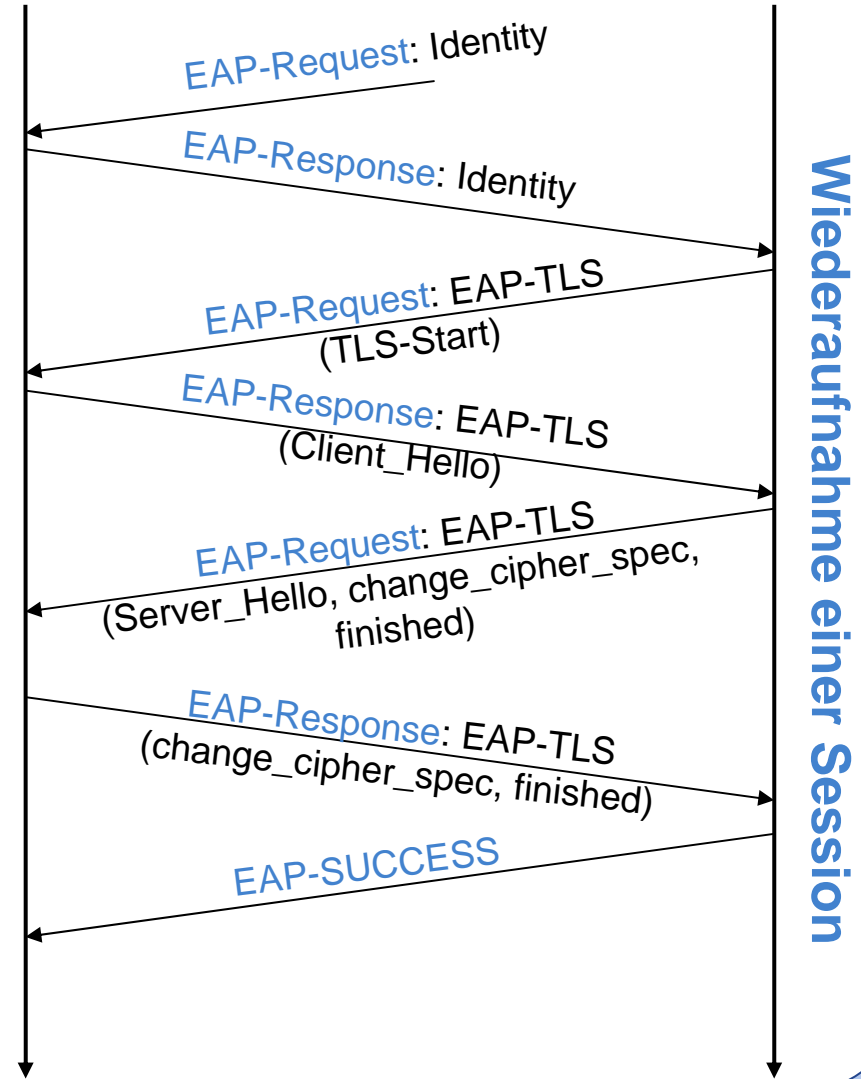 EAP-Request: Identity
EAP-Response: Identity
EAP-Request: EAP-TLS
(TLS-Start)
EAP-Response: EAP-TLS
(Client_Hello)
EAP-Request: EAP-TLS
(Server_Hello, change_cipher_spec,
finished)
EAP-Response: EAP-TLS
(change_cipher_spec, finished)
EAP-SUCCESS
Wiederaufnahme einer Session